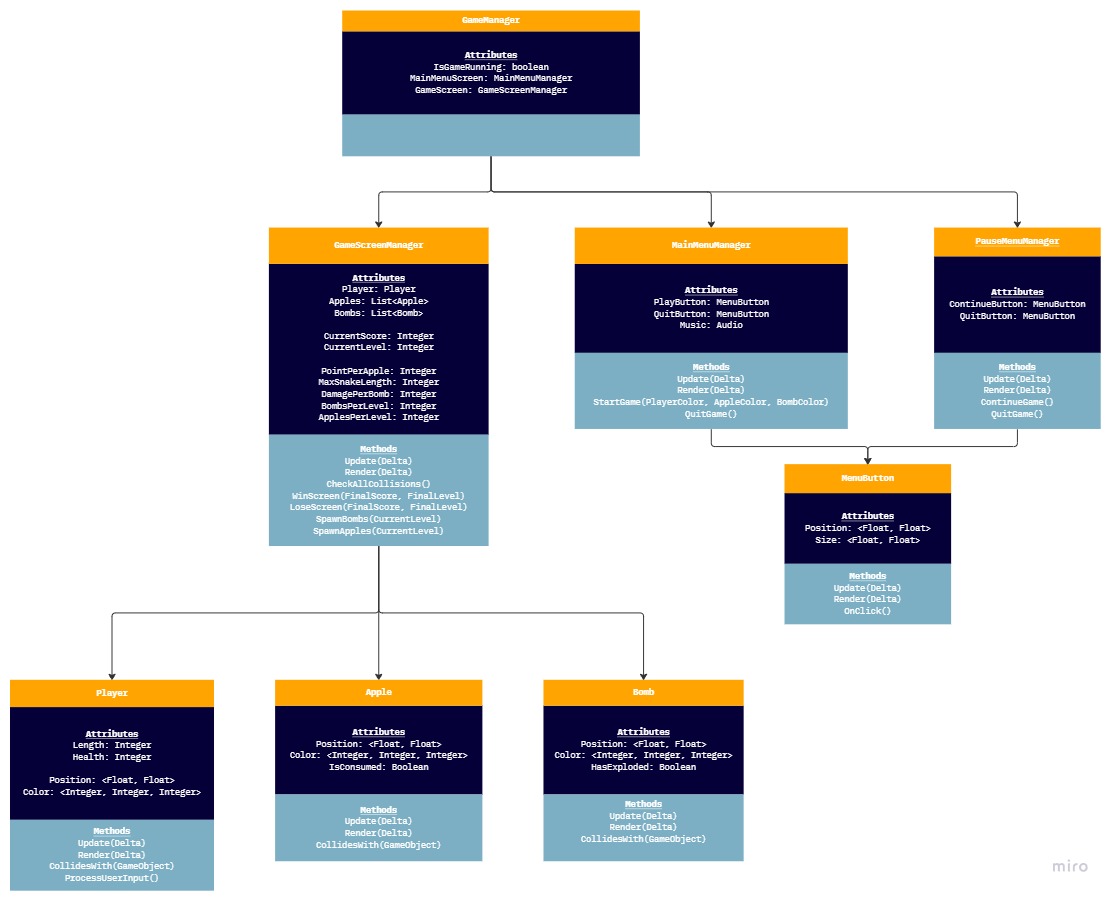 GameManager
Attributes
IsGameRunning: boolean
MainMenuScreen: MainMenuManager
GameScreen: GameScreenManager
GameScreenManager
Attributes
Player: Player
Apples: List<Apple>
Bombs: List<Bomb>
CurrentScore: Integer
CurrentLevel: Integer
PointPerApple: Integer
MaxSnakeLength: Integer
DamagePerBomb: Integer
BombsPerLevel: Integer
ApplesPerLevel: Integer
Methods
Update(Delta)
Render(Delta)
CheckAllCollisions()
WinScreen(FinalScore, FinalLevel)
LoseScreen(FinalScore, FinalLevel)
SpawnBombs(CurrentLevel)
SpawnApples(CurrentLevel)
MainMenuManager
Attributes
PlayButton: MenuButton
QuitButton: MenuButton
Music: Audio
Methods
Update(Delta)
Render(Delta)
StartGame(PlayerColor, AppleColor, BombColor)
QuitGame()
PauseMenuManager
Attributes
ContinueButton: MenuButton
QuitButton: MenuButton
Methods
Update(Delta)
Render(Delta)
ContinueGame()
QuitGame()
MenuButton
Attributes
Position: <Float, Float>
Size: <Float, Float>
Methods
Update(Delta)
Render(Delta)
OnClick()
Player
Attributes
Length: Integer
Health: Integer
Position: <Float, Float>
Color: <Integer, Integer, Integer>
Methods
Update(Delta)
Render(Delta)
CollidesWith(GameObject)
ProcessUserInput()
Apple
Attributes
Position: <Float, Float>
Color: <Integer, Integer, Integer>
IsConsumed: Boolean
Methods
Update(Delta)
Render(Delta)
CollidesWith(GameObject)
Bomb
Attributes
Position: <Float, Float>
Color: <Integer, Integer, Integer>
HasExploded: Boolean
Methods
Update(Delta)
Render(Delta)
CollidesWith(GameObject)
miro